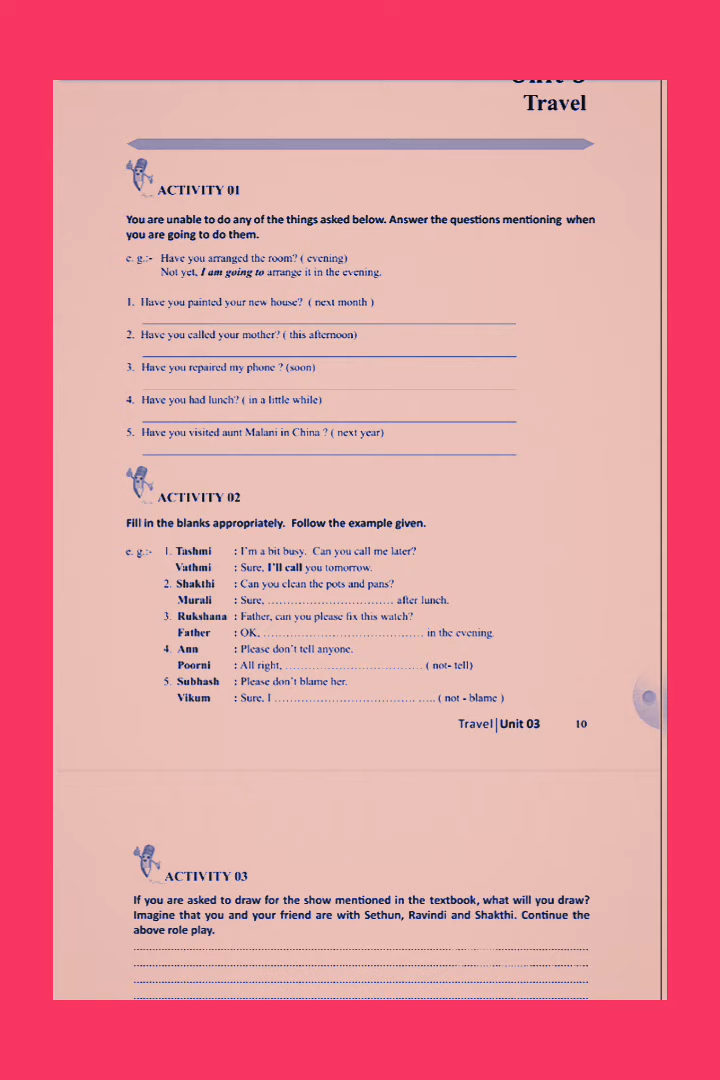 Travel
ACTIVITY 01
You are unable to do any of the things asked below. Answer the questions mentioning when
you are going to do them.
e. g.:- Have you arranged the room? ( evening)
Not yet, I am going to arrange it in the evening.
1. Have you painted your new house? ( next month )
2. Have you called your mother? ( this afternoon)
3. Have you repaired my phone ? (soon)
4. Have you had lunch? ( in a little while)
5. Have you visited aunt Malani in China ? ( next year)
ACTIVITY 02
Fill in the blanks appropriately. Follow the example given.
e. g.:- 1. Tashmi : I'm a bit busy. Can you call me later?
Vathmi : Sure, I'll call you tomorrow.
2. Shakthi : Can you clean the pots and pans?
Murali : Sure, ................................. after lunch.
3. Rukshana : Father, can you please fix this watch?
Father : OK, .......................................... in the evening.
4. Ann : Please don't tell anyone.
Poorni : All right, .................................... ( not- tell)
5. Subhash : Please don't blame her.
Vikum : Sure, I ..................................... ..... ( not - blame )
Travel|Unit 03 10
ACTIVITY 03
If you are asked to draw for the show mentioned in the textbook, what will you draw?
Imagine that you and your friend are with Sethun, Ravindi and Shakthi. Continue the
above role play.